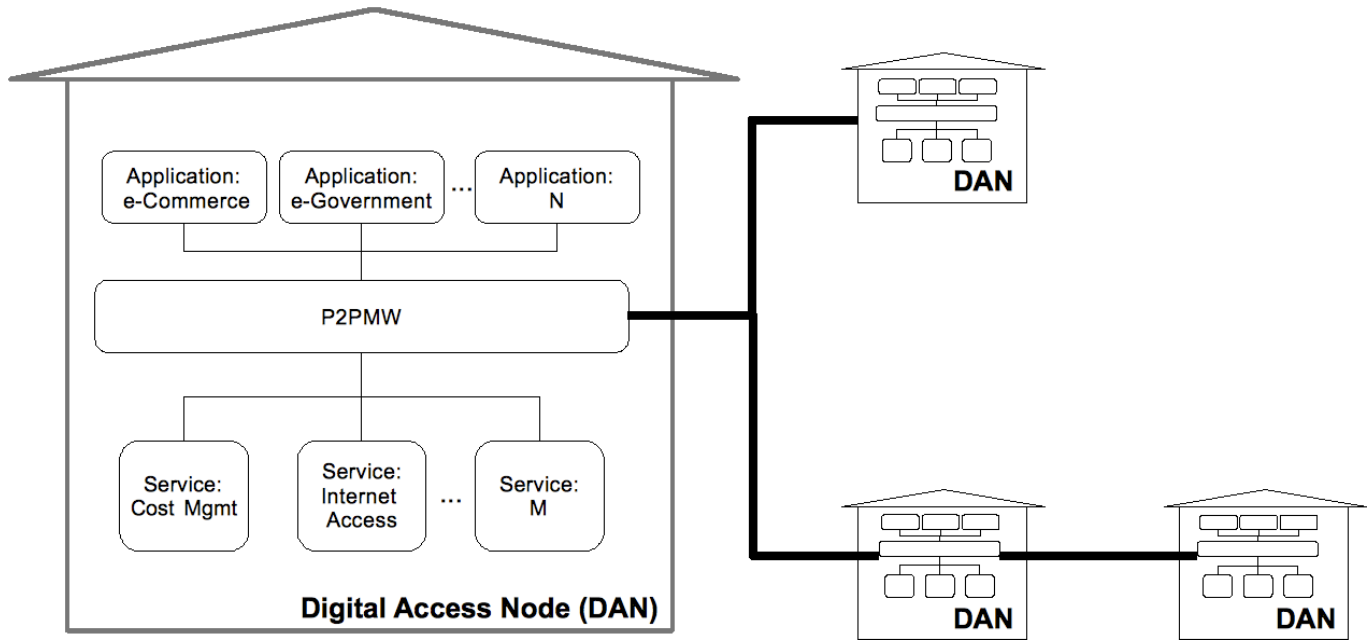 Application:
e-Commerce
Application:
e-Government
...
Application:
N
P2PMW
Service:
Cost Mgmt
Service:
Internet
Access
...
Service:
M
Digital Access Node (DAN)
DAN
DAN
DAN